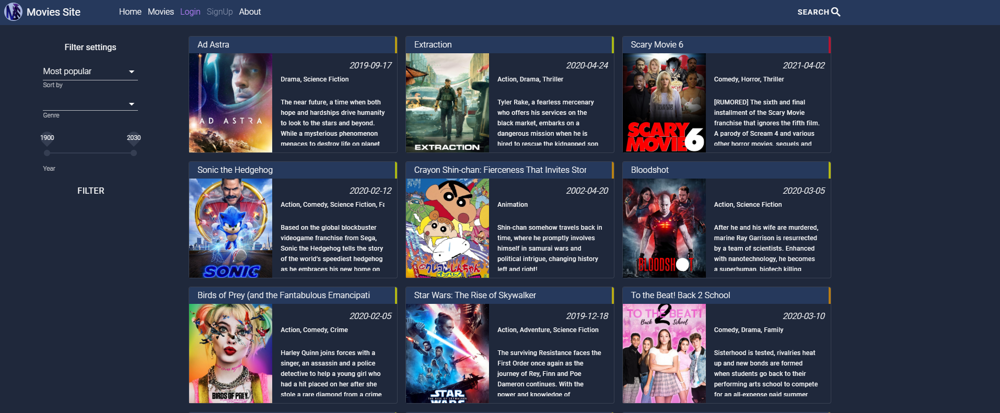 Movies Site
Home Movies Login SignUp About
SEARCH
Filter settings
Most popular
Sort by
Genre
1900 2030
Year
FILTER
Ad Astra
2019-09-17
Drama, Science Fiction
The near future, a time when both
hope and hardships drive humanity
to look to the stars and beyond.
While a mysterious phenomenon
menaces to destroy life on planet
AD ASTRA
Extraction
2020-04-24
Action, Drama, Thriller
Tyler Rake, a fearless mercenary
who offers his services on the
black market, embarks on a
dangerous mission when he is
hired to rescue the kidnapped son
EXTRACTION
Scary Movie 6
2021-04-02
Comedy, Horror, Thriller
[RUMORED] The sixth and final
installment of the Scary Movie
franchise that ignores the fifth film.
A parody of Scream 4 and various
other horror movies, sequels and
SCARY
MOVIE 6
Sonic the Hedgehog
2020-02-12
Action, Comedy, Science Fiction, Fa
Based on the global blockbuster
videogame franchise from Sega,
Sonic the Hedgehog tells the story
of the world's speediest hedgehog
as he embraces his new home on
SONIC
Crayon Shin-chan: Fierceness That Invites Stor
2002-04-20
Animation
Shin-chan somehow travels back in
time, where he promptly involves
himself in samurai wars and
political intrigue, changing history
left and right!
クレヨンしんちゃん
Bloodshot
2020-03-05
Action, Science Fiction
After he and his wife are murdered,
marine Ray Garrison is resurrected
by a team of scientists. Enhanced
with nanotechnology, he becomes
a superhuman, biotech killing
BLOODSHOT
Birds of Prey (and the Fantabulous Emancipati
2020-02-05
Action, Comedy, Crime
Harley Quinn joins forces with a
singer, an assassin and a police
detective to help a young girl who
had a hit placed on her after she
stole a rare diamond from a crime
BIRDS OF PREY
Star Wars: The Rise of Skywalker
2019-12-18
Action, Adventure, Science Fiction
The surviving Resistance faces the
First Order once again as the
journey of Rey, Finn and Poe
Dameron continues. With the
power and knowledge of
STAR
THE RISE OF SKYWALKER
WARS
To the Beat! Back 2 School
2020-03-10
Comedy, Drama, Family
Sisterhood is tested, rivalries heat
up and new bonds are formed
when students go back to their
performing arts school to compete
for an all-expense paid summer
TO THE BEAT!
Back 2 School